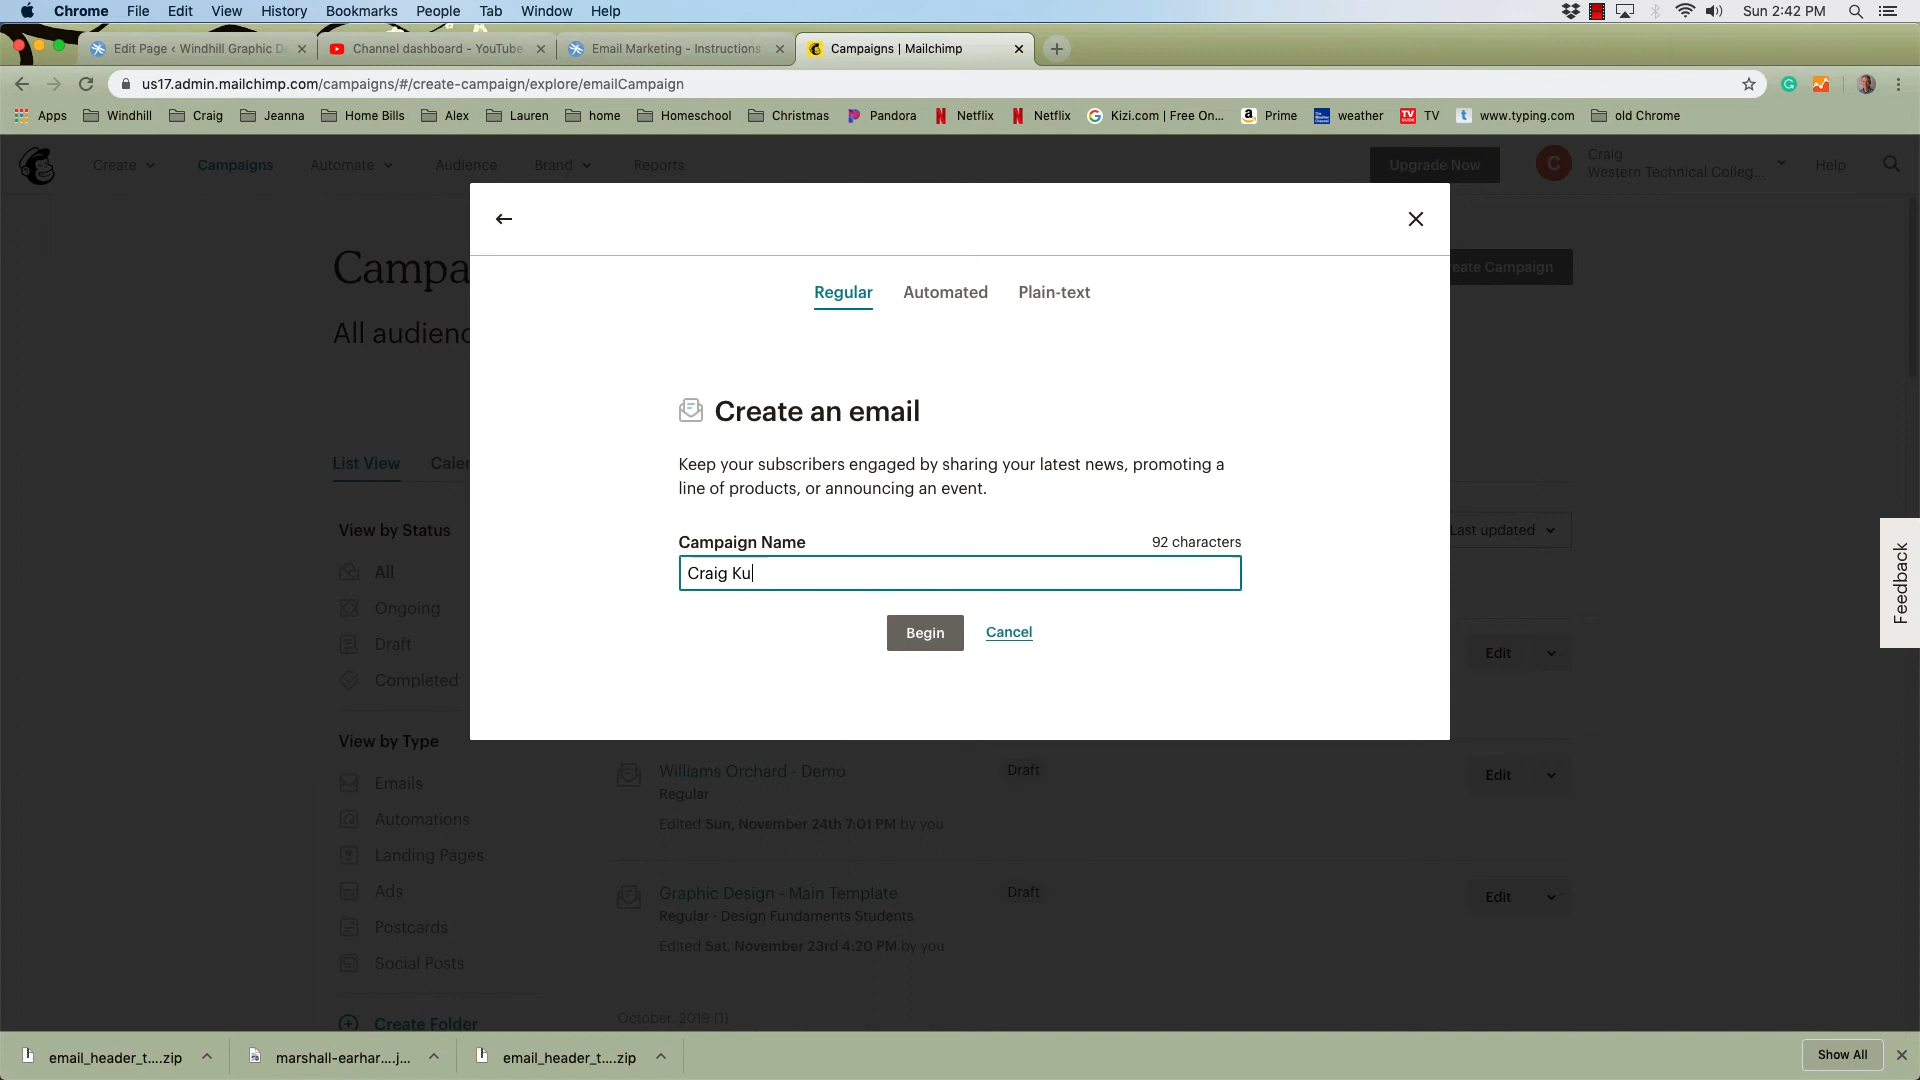 Chrome File Edit View History Bookmarks People Tab Window Help Sun 2:42 PM
Edit Page ‹ Windhill Graphic De Channel dashboard - YouTube Email Marketing - Instructions Campaigns | Mailchimp
us17.admin.mailchimp.com/campaigns/#/create-campaign/explore/emailCampaign
Apps Windhill Craig Jeanna Home Bills Alex Lauren home Homeschool Christmas Pandora Netflix Netflix Kizi.com | Free On... Prime weather TV www.typing.com old Chrome
Create Campaigns Automate Audience Brand Reports Upgrade Now C Craig Help
Western Technical Colleg...
Campa
eate Campaign
Regular Automated Plain-text
All audienc
Create an email
Keep your subscribers engaged by sharing your latest news, promoting a
line of products, or announcing an event.
List View Caler
View by Status
Last updated
Campaign Name 92 characters
Craig Ku
All
Ongoing
Feedback
Begin Cancel
Draft
Edit
Completed
View by Type
Williams Orchard - Demo Draft Edit
Regular
Edited Sun, November 24th 7:01 PM by you
Emails
Automations
Landing Pages
Ads
Graphic Design - Main Template Draft Edit
Regular · Design Fundaments Students
Edited Sat, November 23rd 4:20 PM by you
Postcards
Social Posts
October, 2019 (1)
Create Folder
email_header_t....zip marshall-earhar....j... email_header_t....zip Show All